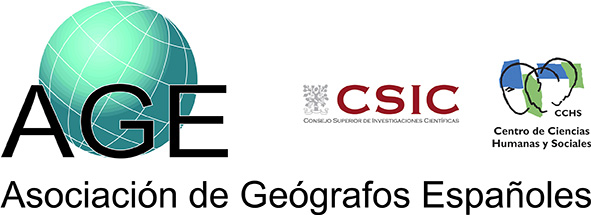 AGE
CSIC
CONSEJO SUPERIOR DE INVESTIGACIONES CIENTÍFICAS
CCHS
Centro de Ciencias
Humanas y Sociales
Asociación de Geógrafos Españoles